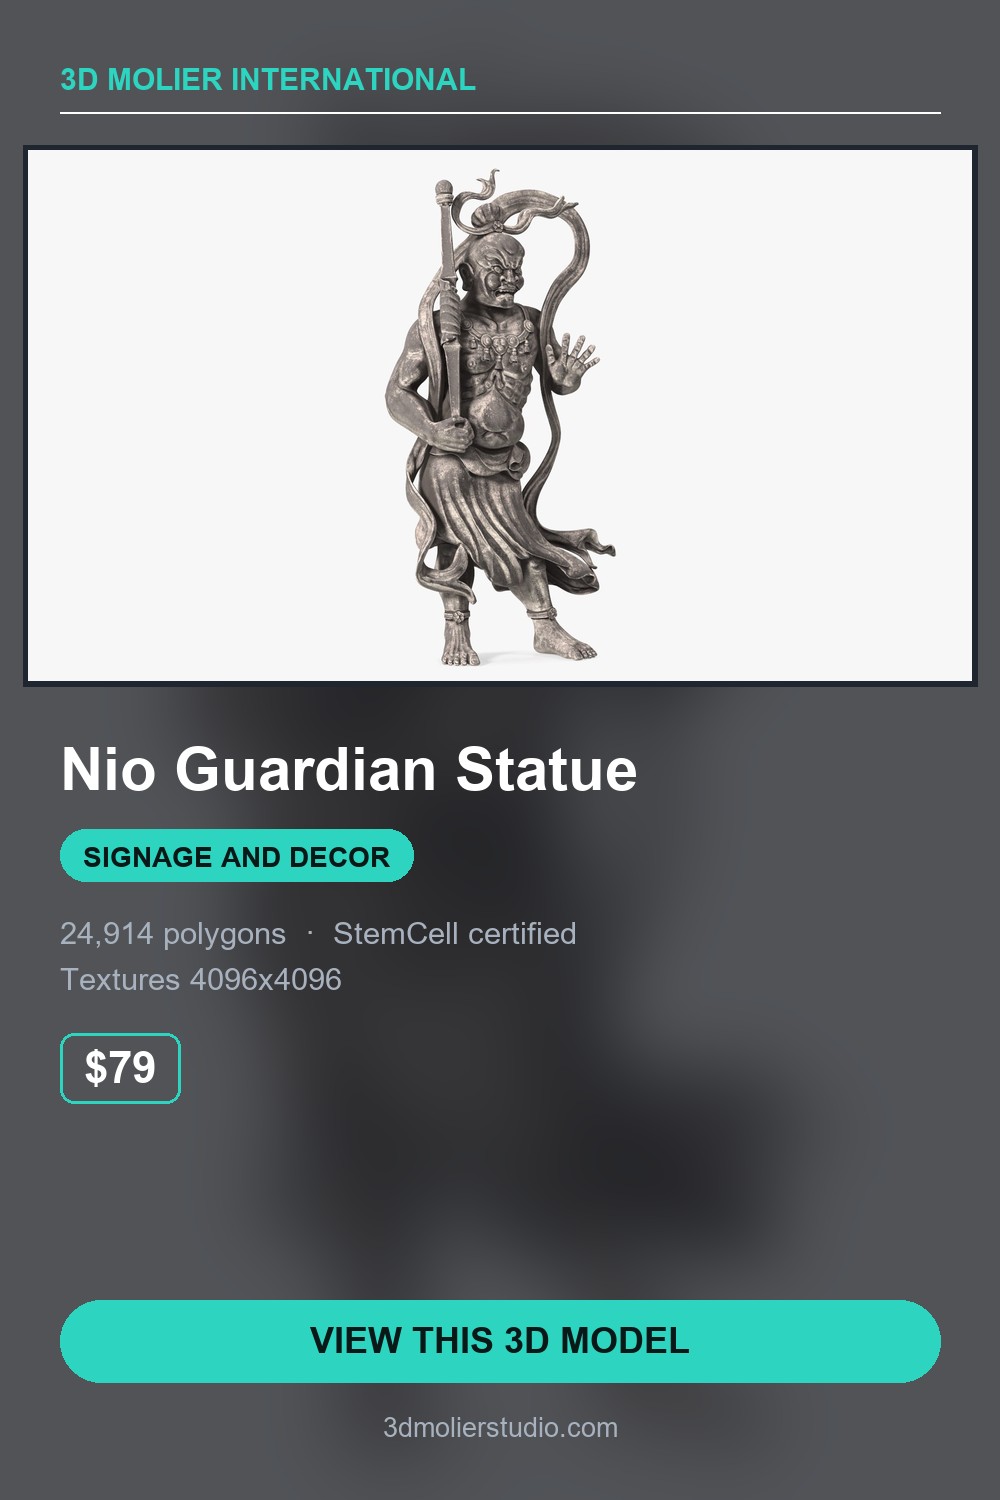 3D MOLIER INTERNATIONAL
Nio Guardian Statue
SIGNAGE AND DECOR
24,914 polygons · StemCell certified
Textures 4096x4096
$79
VIEW THIS 3D MODEL
3dmolierstudio.com